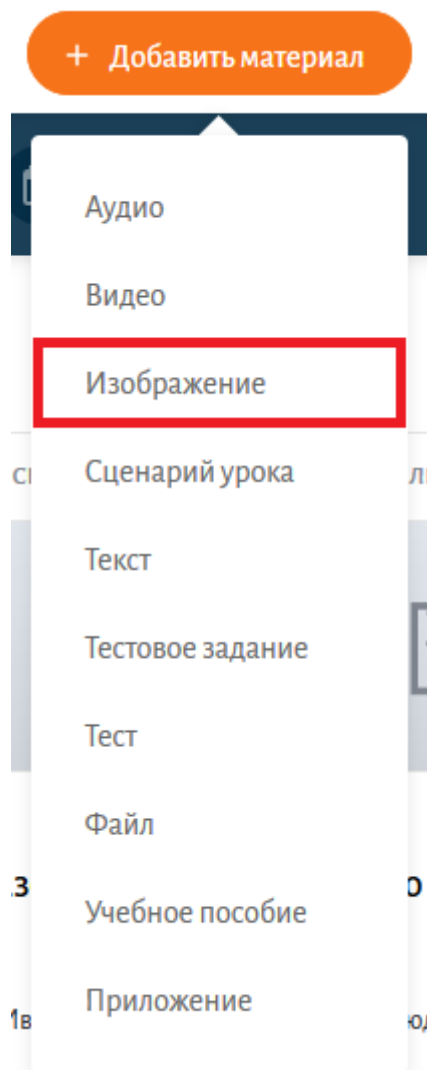 + Добавить материал
Аудио
Видео
Изображение
Сценарий урока
Текст
Тестовое задание
Тест
Файл
Учебное пособие
Приложение